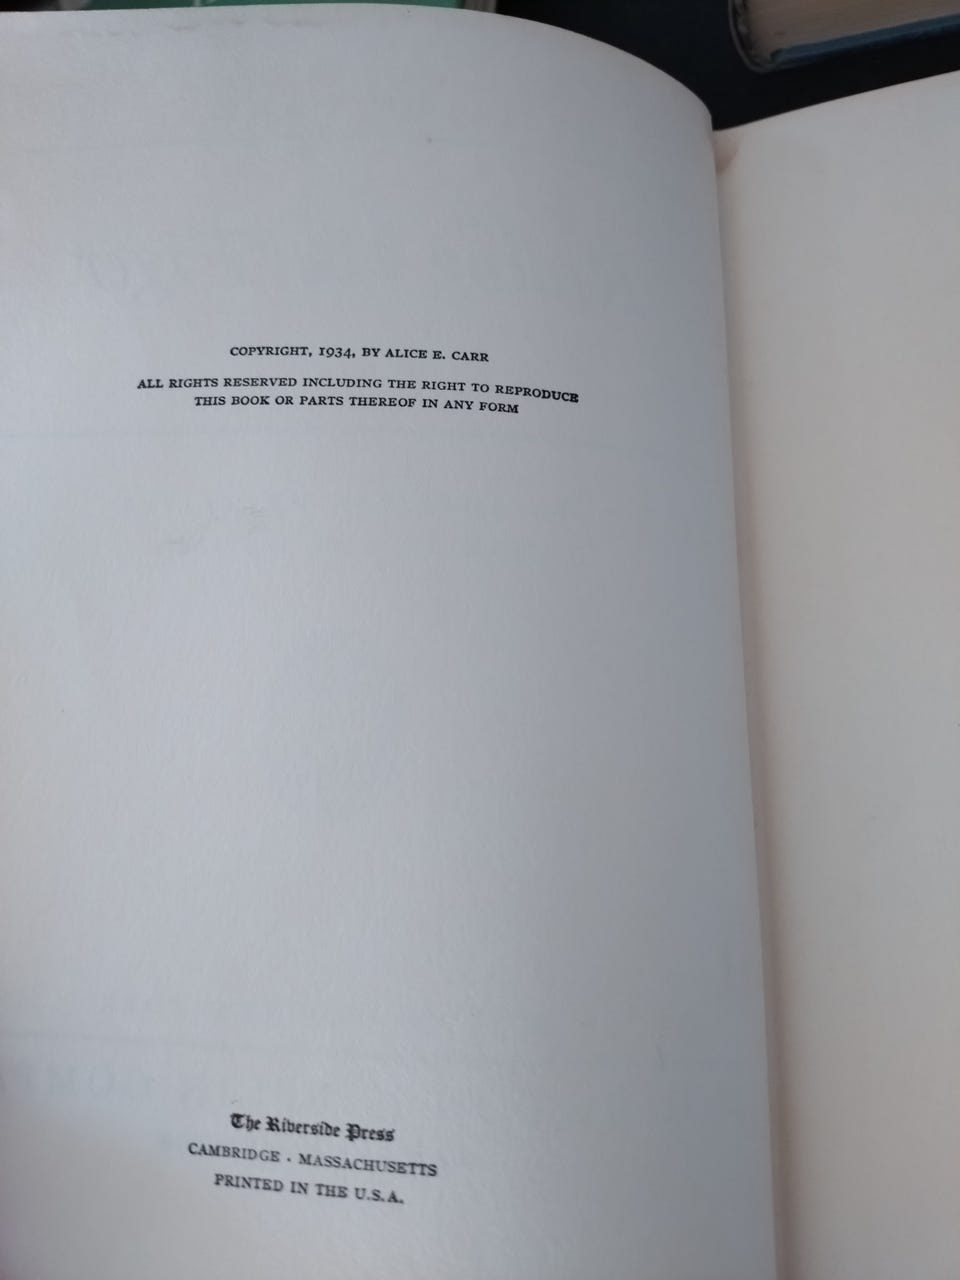 COPYRIGHT, 1934, BY ALICE E. CARR
ALL RIGHTS RESERVED INCLUDING THE RIGHT TO REPRODUCE
THIS BOOK OR PARTS THEREOF IN ANY FORM
The Riverside Press
CAMBRIDGE · MASSACHUSETTS
PRINTED IN THE U.S.A.